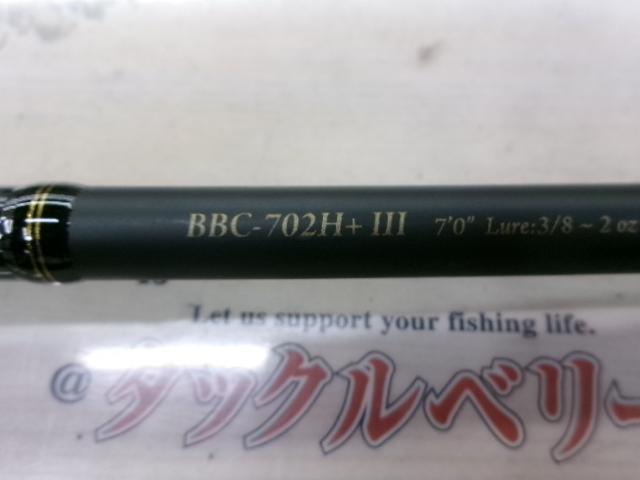 BBC-702H+ III 7'0" Lure:3/8 ~ 2 oz
Let us support your fishing life.
@タックルベリー